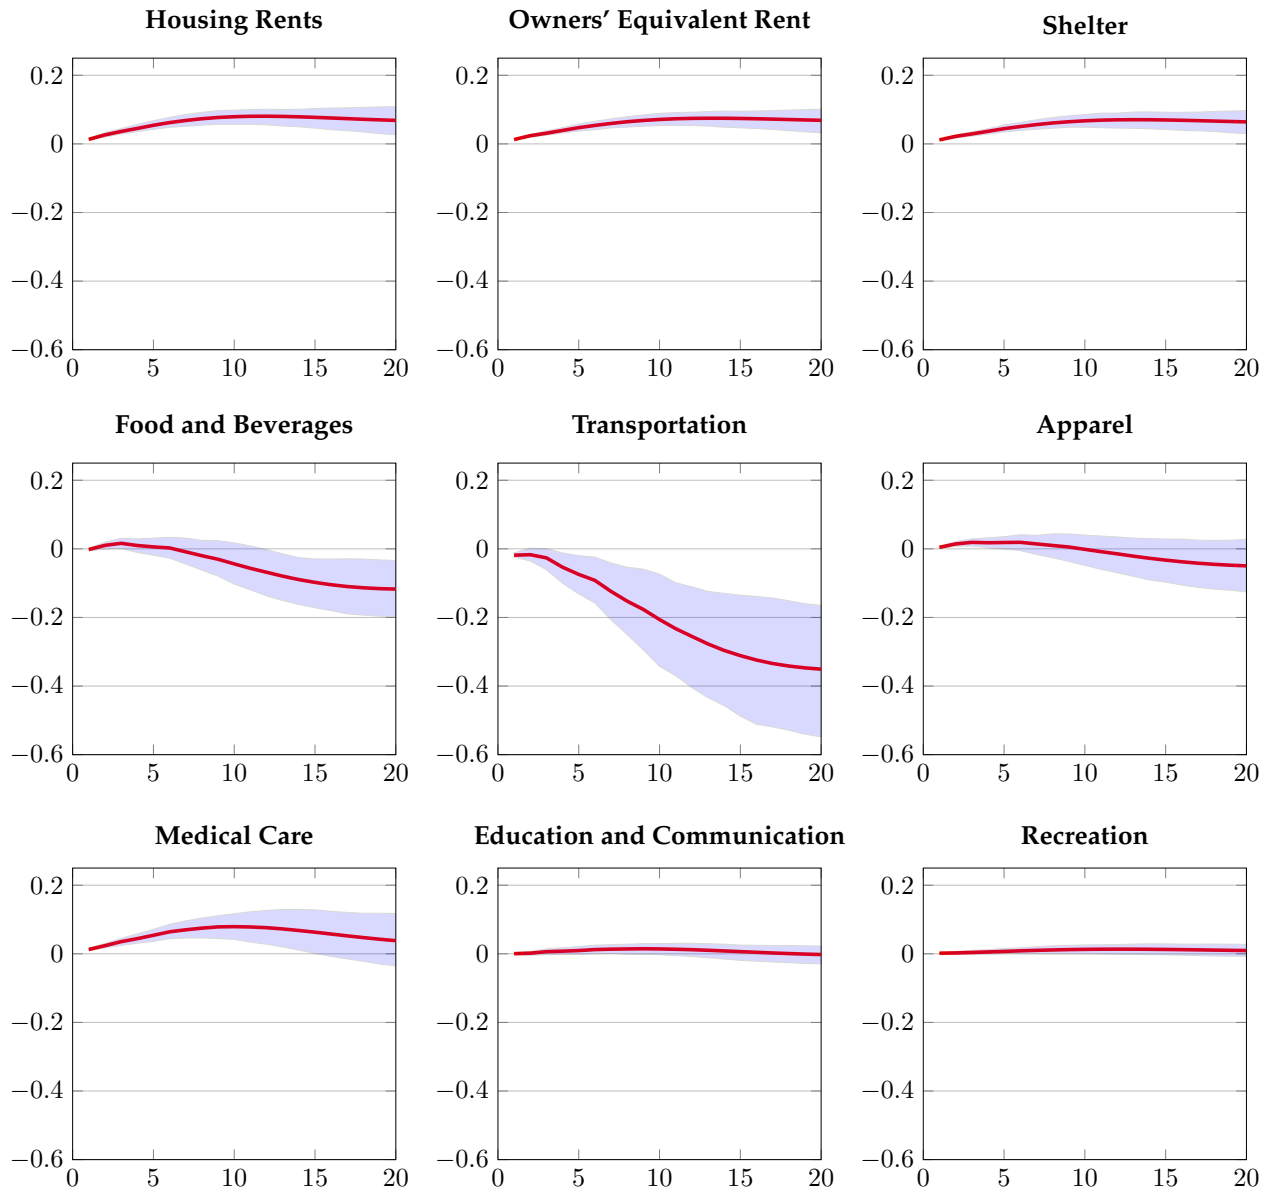 Housing Rents
Owners’ Equivalent Rent
Shelter
0.2
0
−0.2
−0.4
−0.6
0 5 10 15 20
0.2
0
−0.2
−0.4
−0.6
0 5 10 15 20
0.2
0
−0.2
−0.4
−0.6
0 5 10 15 20
Food and Beverages
Transportation
Apparel
0.2
0
−0.2
−0.4
−0.6
0 5 10 15 20
0.2
0
−0.2
−0.4
−0.6
0 5 10 15 20
0.2
0
−0.2
−0.4
−0.6
0 5 10 15 20
Medical Care
Education and Communication
Recreation
0.2
0
−0.2
−0.4
−0.6
0 5 10 15 20
0.2
0
−0.2
−0.4
−0.6
0 5 10 15 20
0.2
0
−0.2
−0.4
−0.6
0 5 10 15 20